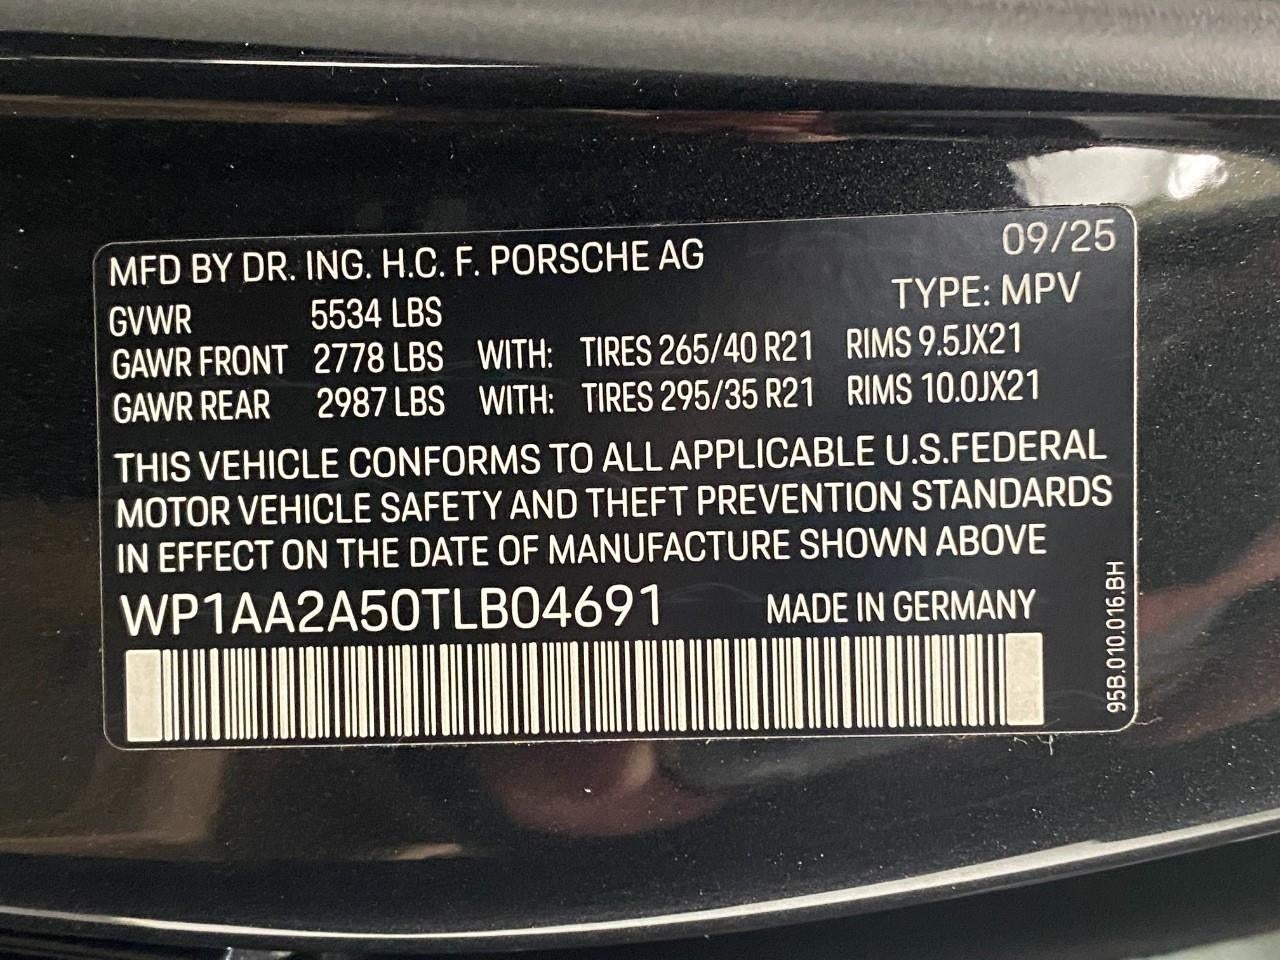 MFD BY DR. ING. H.C. F. PORSCHE AG 09/25
GVWR 5534 LBS TYPE: MPV
GAWR FRONT 2778 LBS WITH: TIRES 265/40 R21 RIMS 9.5JX21
GAWR REAR 2987 LBS WITH: TIRES 295/35 R21 RIMS 10.0JX21
THIS VEHICLE CONFORMS TO ALL APPLICABLE U.S.FEDERAL
MOTOR VEHICLE SAFETY AND THEFT PREVENTION STANDARDS
IN EFFECT ON THE DATE OF MANUFACTURE SHOWN ABOVE
WP1AA2A50TLB04691 MADE IN GERMANY
95B.010.016.BH